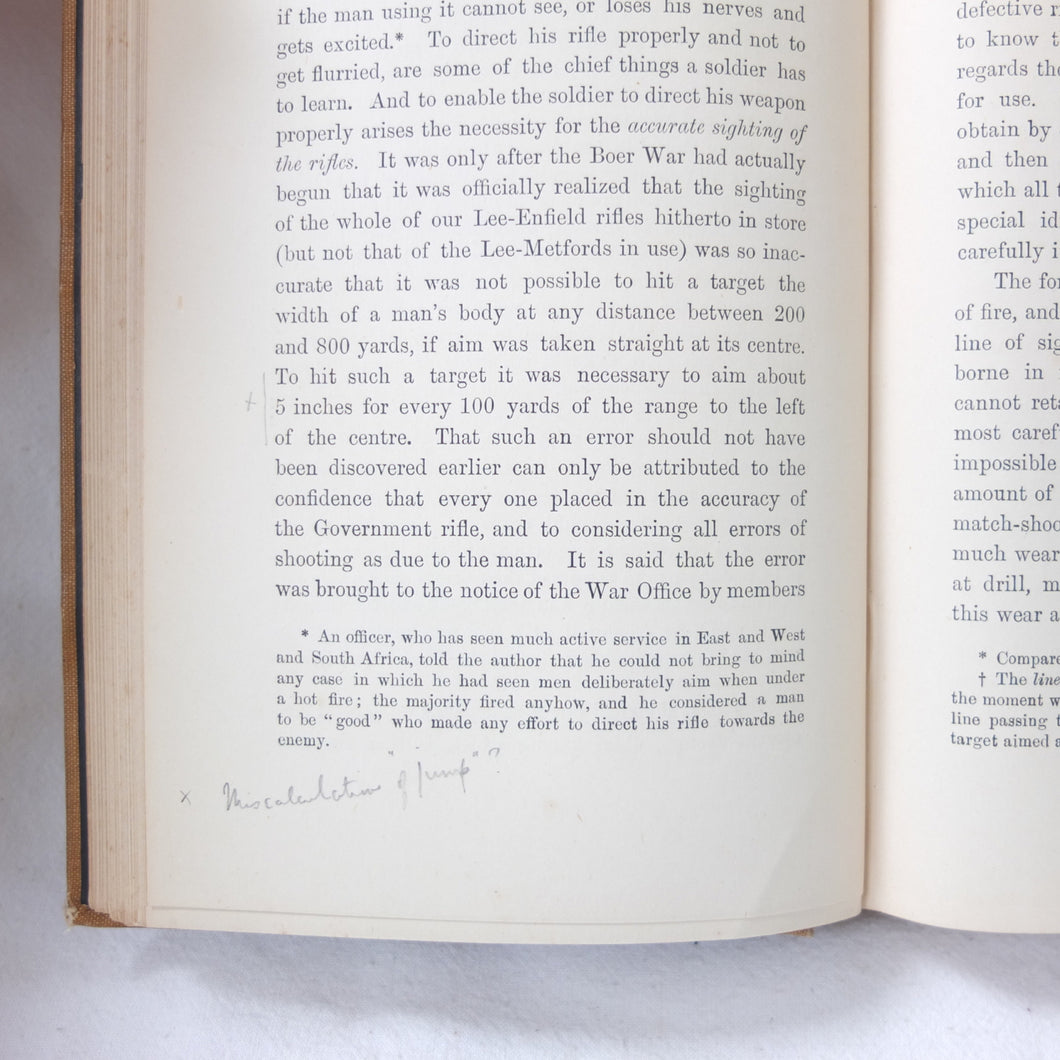 if the man using it cannot see, or loses his nerves and
gets excited.* To direct his rifle properly and not to
get flurried, are some of the chief things a soldier has
to learn. And to enable the soldier to direct his weapon
properly arises the necessity for the accurate sighting of
the rifles. It was only after the Boer War had actually
begun that it was officially realized that the sighting
of the whole of our Lee-Enfield rifles hitherto in store
(but not that of the Lee-Metfords in use) was so inac-
curate that it was not possible to hit a target the
width of a man's body at any distance between 200
and 800 yards, if aim was taken straight at its centre.
To hit such a target it was necessary to aim about
5 inches for every 100 yards of the range to the left
of the centre. That such an error should not have
been discovered earlier can only be attributed to the
confidence that every one placed in the accuracy of
the Government rifle, and to considering all errors of
shooting as due to the man. It is said that the error
was brought to the notice of the War Office by members
* An officer, who has seen much active service in East and West
and South Africa, told the author that he could not bring to mind
any case in which he had seen men deliberately aim when under
a hot fire; the majority fired anyhow, and he considered a man
to be "good" who made any effort to direct his rifle towards the
enemy.
x Miscalculation "of jump"?
defective
to know
regards the
for use.
obtain by
and then
which all
special
carefully
The
of fire, and
line of
borne in
cannot
most
impossible
amount of
match-
much wear
at drill,
this wear
* Compare
† The line
the moment
line passing
target aimed